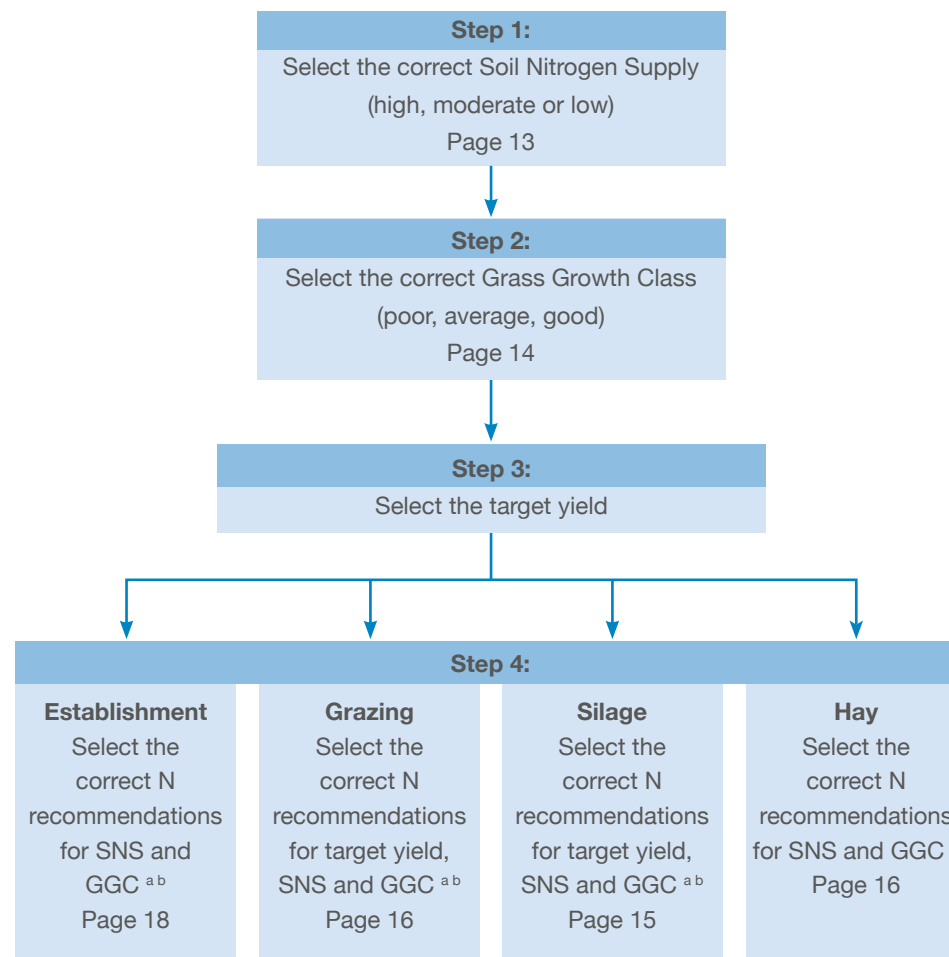 Step 1:
Select the correct Soil Nitrogen Supply
(high, moderate or low)
Page 13
Step 2:
Select the correct Grass Growth Class
(poor, average, good)
Page 14
Step 3:
Select the target yield
Step 4:
Establishment
Select the
correct N
recommendations
for SNS and
GGC a b
Page 18
Grazing
Select the
correct N
recommendations
for target yield,
SNS and GGC a b
Page 16
Silage
Select the
correct N
recommendations
for target yield,
SNS and GGC a b
Page 15
Hay
Select the
correct N
recommendations
for SNS and GGC
Page 16